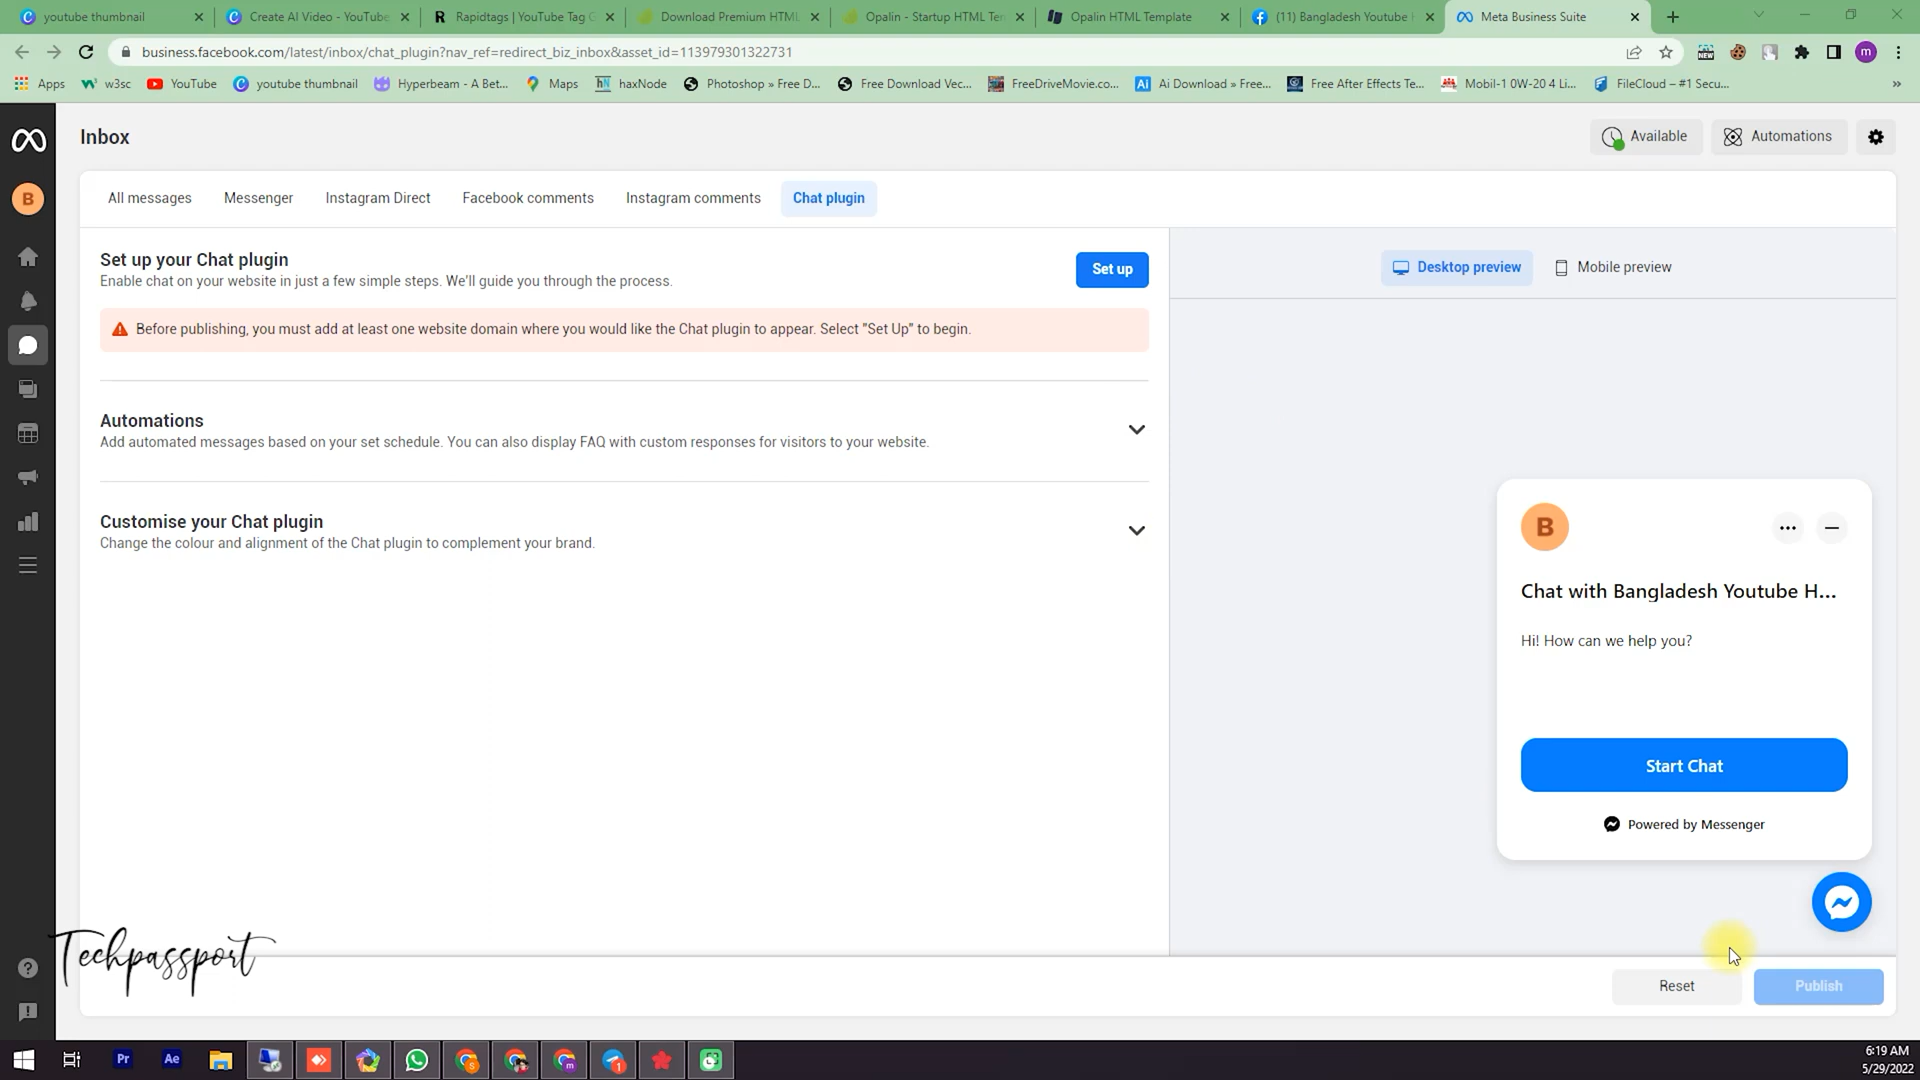 youtube thumbnail
Create AI Video - YouTube
Rapidtags | YouTube Tag G
Download Premium HTML
Opalin - Startup HTML Ten
Opalin HTML Template
(11) Bangladesh Youtube H
Meta Business Suite
business.facebook.com/latest/inbox/chat_plugin?nav_ref=redirect_biz_inbox&asset_id=113979301322731
NEW
m
Apps
w3sc
YouTube
youtube thumbnail
Hyperbeam - A Bet...
Maps
hN haxNode
Photoshop » Free D...
Free Download Vec...
FreeDriveMovie.co...
Ai Ai Download » Free...
Free After Effects Te...
Mobil-1 0W-20 4 Li...
FileCloud – #1 Secu...
»
Inbox
Available
Automations
B
All messages
Messenger
Instagram Direct
Facebook comments
Instagram comments
Chat plugin
Set up your Chat plugin
Enable chat on your website in just a few simple steps. We'll guide you through the process.
Set up
Before publishing, you must add at least one website domain where you would like the Chat plugin to appear. Select "Set Up" to begin.
Automations
Add automated messages based on your set schedule. You can also display FAQ with custom responses for visitors to your website.
Customise your Chat plugin
Change the colour and alignment of the Chat plugin to complement your brand.
Desktop preview
Mobile preview
B
Chat with Bangladesh Youtube H...
Hi! How can we help you?
Start Chat
Powered by Messenger
Techpassport
Reset
Publish
Pr
Ae
S
m
1
6:19 AM
5/29/2022